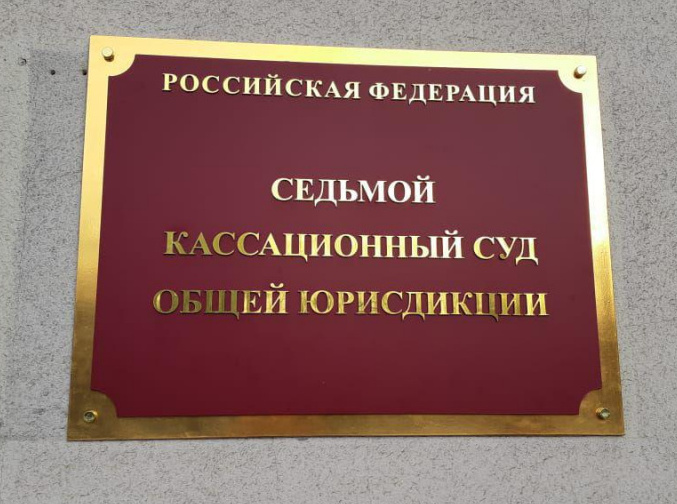 РОССИЙСКАЯ ФЕДЕРАЦИЯ
СЕДЬМОЙ
КАССАЦИОННЫЙ СУД
ОБЩЕЙ ЮРИСДИКЦИИ